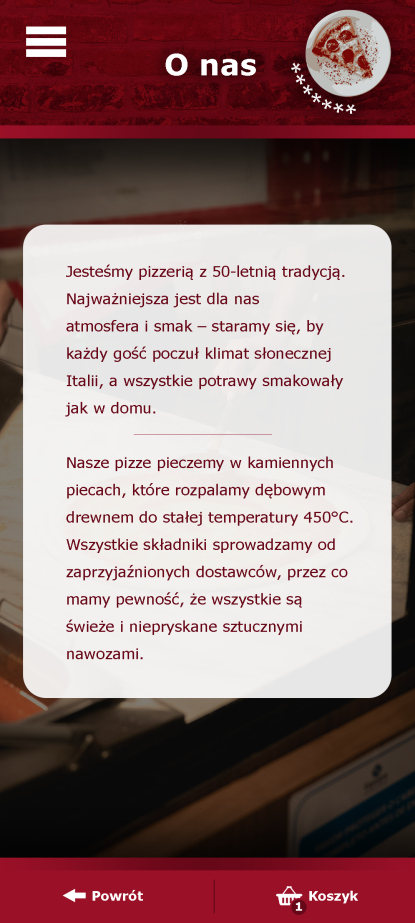 O nas
Jesteśmy pizzerią z 50-letnią tradycją.
Najważniejsza jest dla nas
atmosfera i smak – staramy się, by
każdy gość poczuł klimat słonecznej
Italii, a wszystkie potrawy smakowały
jak w domu.
Nasze pizze pieczemy w kamiennych
piecach, które rozpalamy dębowym
drewnem do stałej temperatury 450°C.
Wszystkie składniki sprowadzamy od
zaprzyjaźnionych dostawców, przez co
mamy pewność, że wszystkie są
świeże i niepryskane sztucznymi
nawozami.
Powrót
Koszyk
1